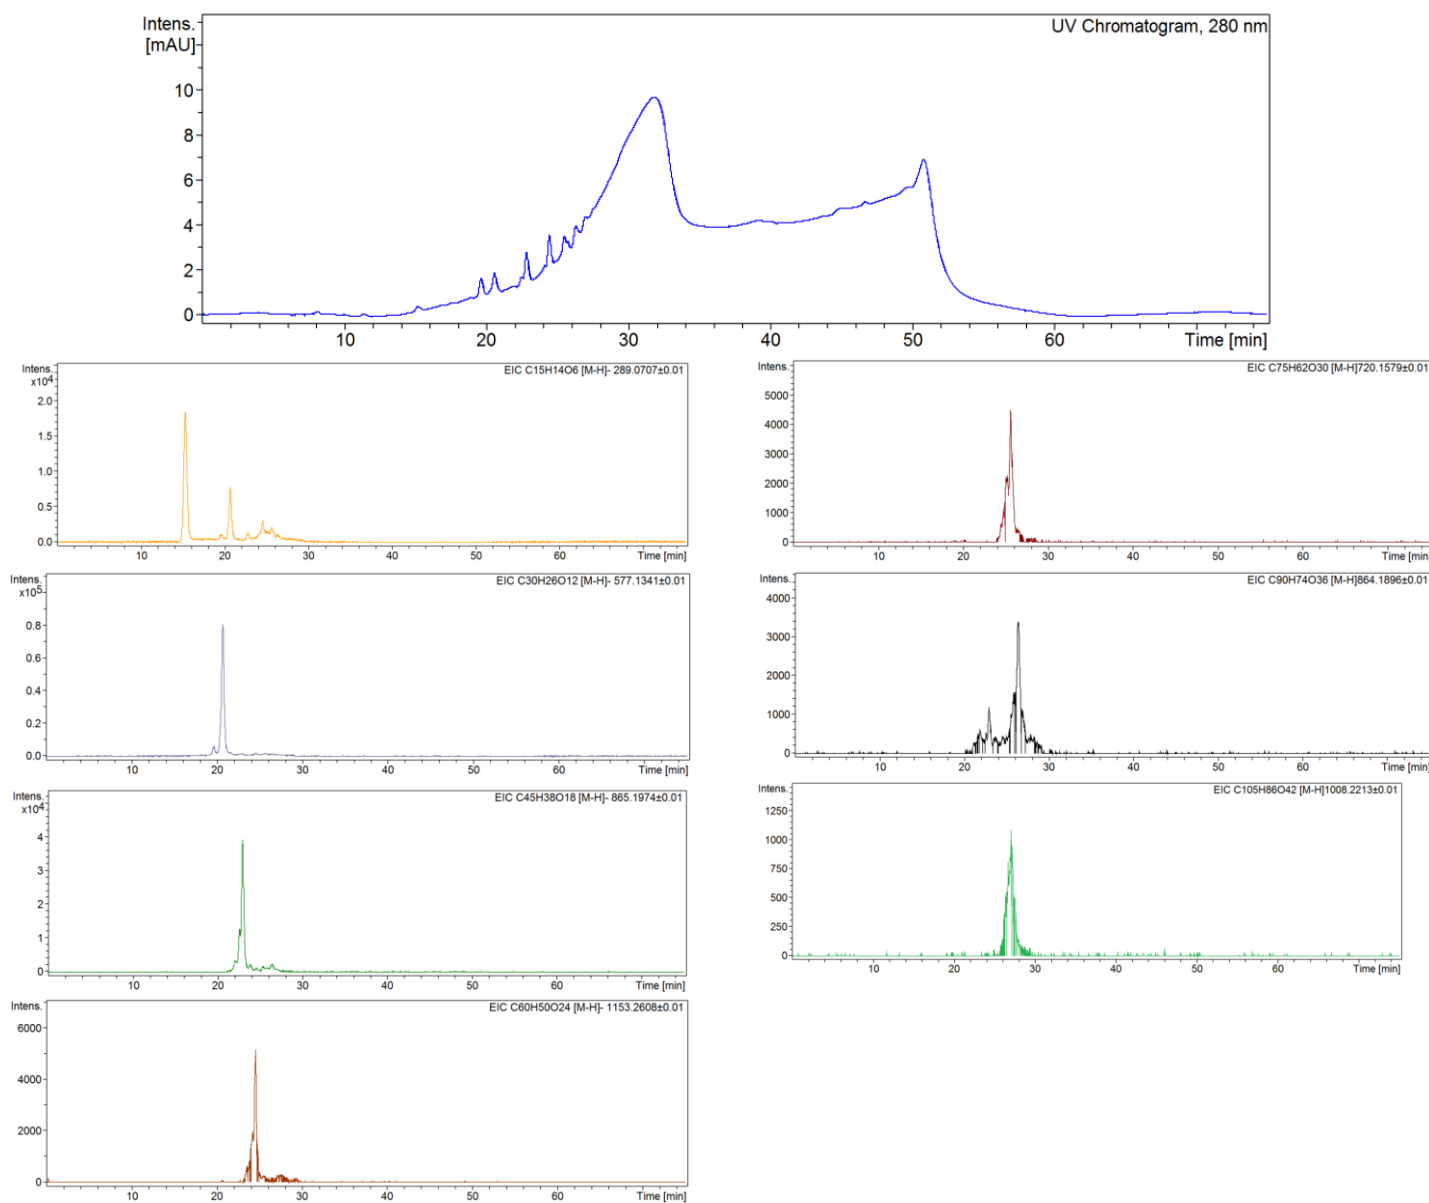 Intens.
[mAU]
UV Chromatogram, 280 nm
10
8
6
4
2
0
10 20 30 40 50 60 Time [min]
Intens.
x10⁴
EIC C15H14O6 [M-H]- 289.0707±0.01
2.0
1.5
1.0
0.5
0.0
10 20 30 40 50 60 Time [min]
Intens.
x10⁵
EIC C30H26O12 [M-H]- 577.1341±0.01
0.8
0.6
0.4
0.2
0.0
10 20 30 40 50 60 Time [min]
Intens.
x10⁴
EIC C45H38O18 [M-H]- 865.1974±0.01
4
3
2
1
0
10 20 30 40 50 60 Time [min]
Intens.
EIC C60H50O24 [M-H]- 1153.2608±0.01
6000
4000
2000
0
10 20 30 40 50 60 Time [min]
Intens.
EIC C75H62O30 [M-H]720.1579±0.01
5000
4000
3000
2000
1000
0
10 20 30 40 50 60 Time [min]
Intens.
EIC C90H74O36 [M-H]864.1896±0.01
4000
3000
2000
1000
0
10 20 30 40 50 60 Time [min]
Intens.
EIC C105H86O42 [M-H]1008.2213±0.01
1250
1000
750
500
250
0
10 20 30 40 50 60 Time [min]